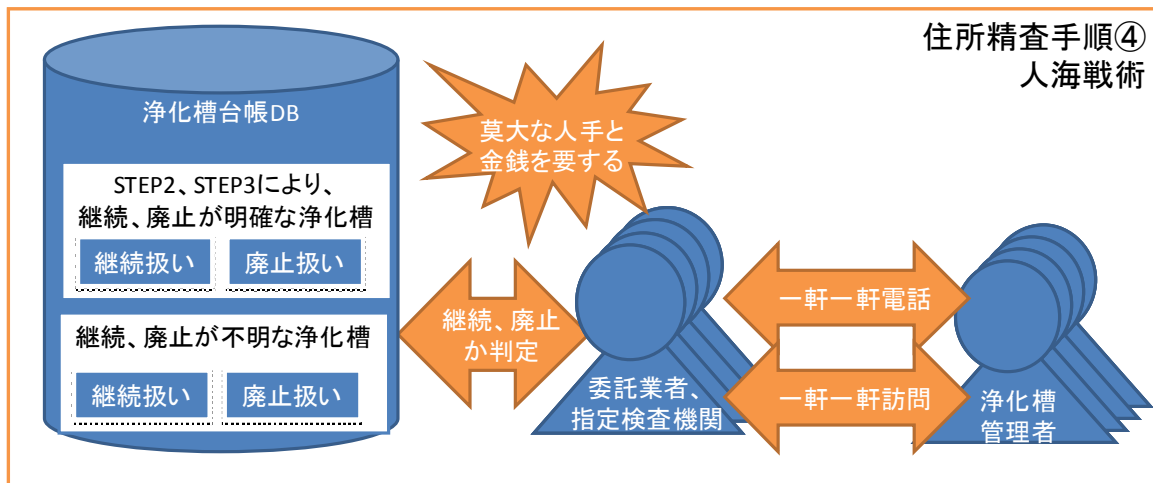 住所精査手順④
人海戦術
浄化槽台帳DB
STEP2、STEP3により、
継続、廃止が明確な浄化槽
継続扱い
廃止扱い
継続、廃止が不明な浄化槽
継続扱い
廃止扱い
莫大な人手と
金銭を要する
継続、廃止
か判定
委託業者、
指定検査機関
一軒一軒電話
一軒一軒訪問
浄化槽
管理者